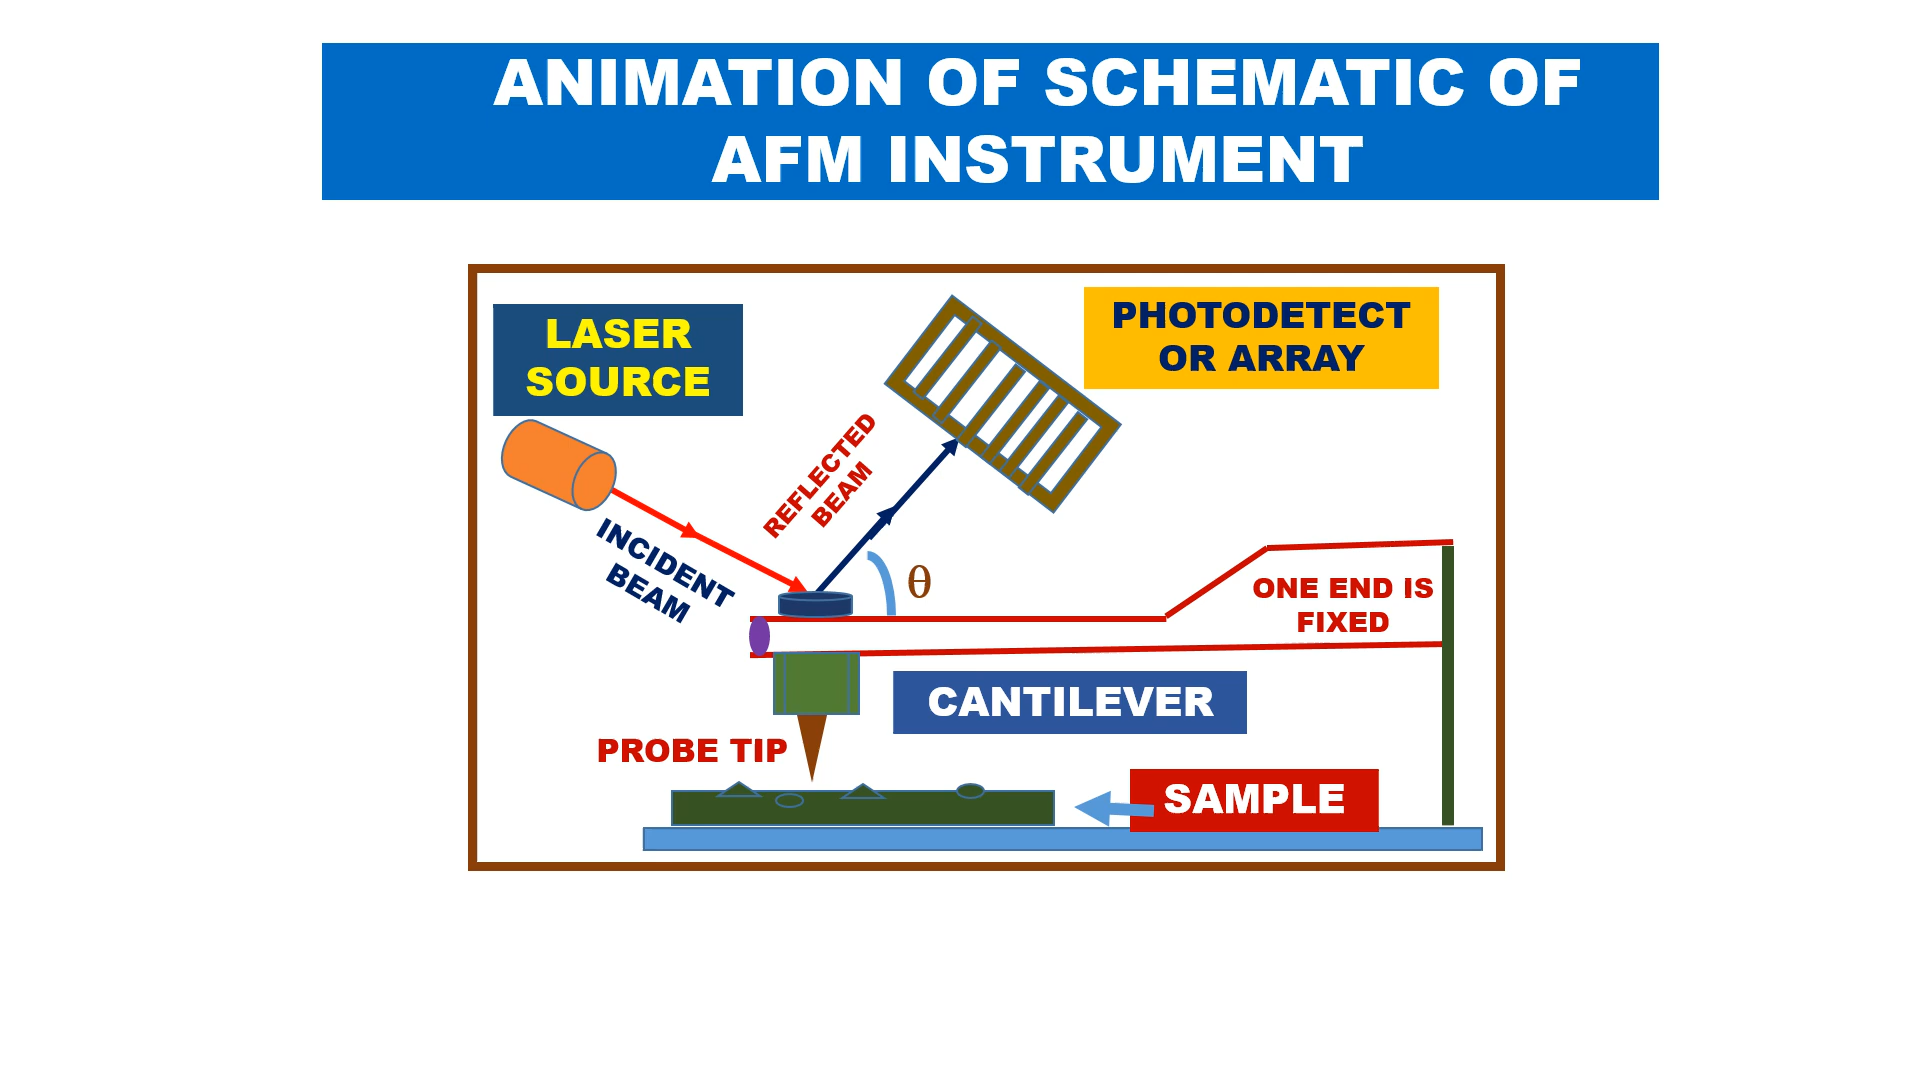 ANIMATION OF SCHEMATIC OF
AFM INSTRUMENT
LASER
SOURCE
PHOTODETECT
OR ARRAY
REFLECTED
BEAM
INCIDENT
BEAM
θ
ONE END IS
FIXED
CANTILEVER
PROBE TIP
SAMPLE